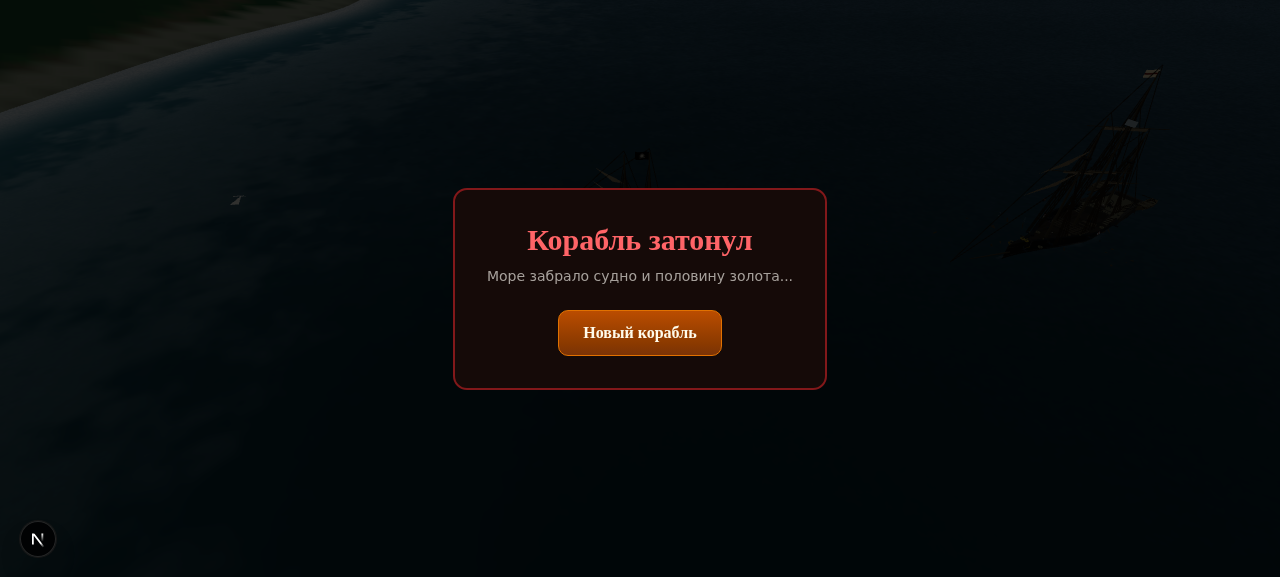 Корабль затонул
Море забрало судно и половину золота...
Новый корабль
N